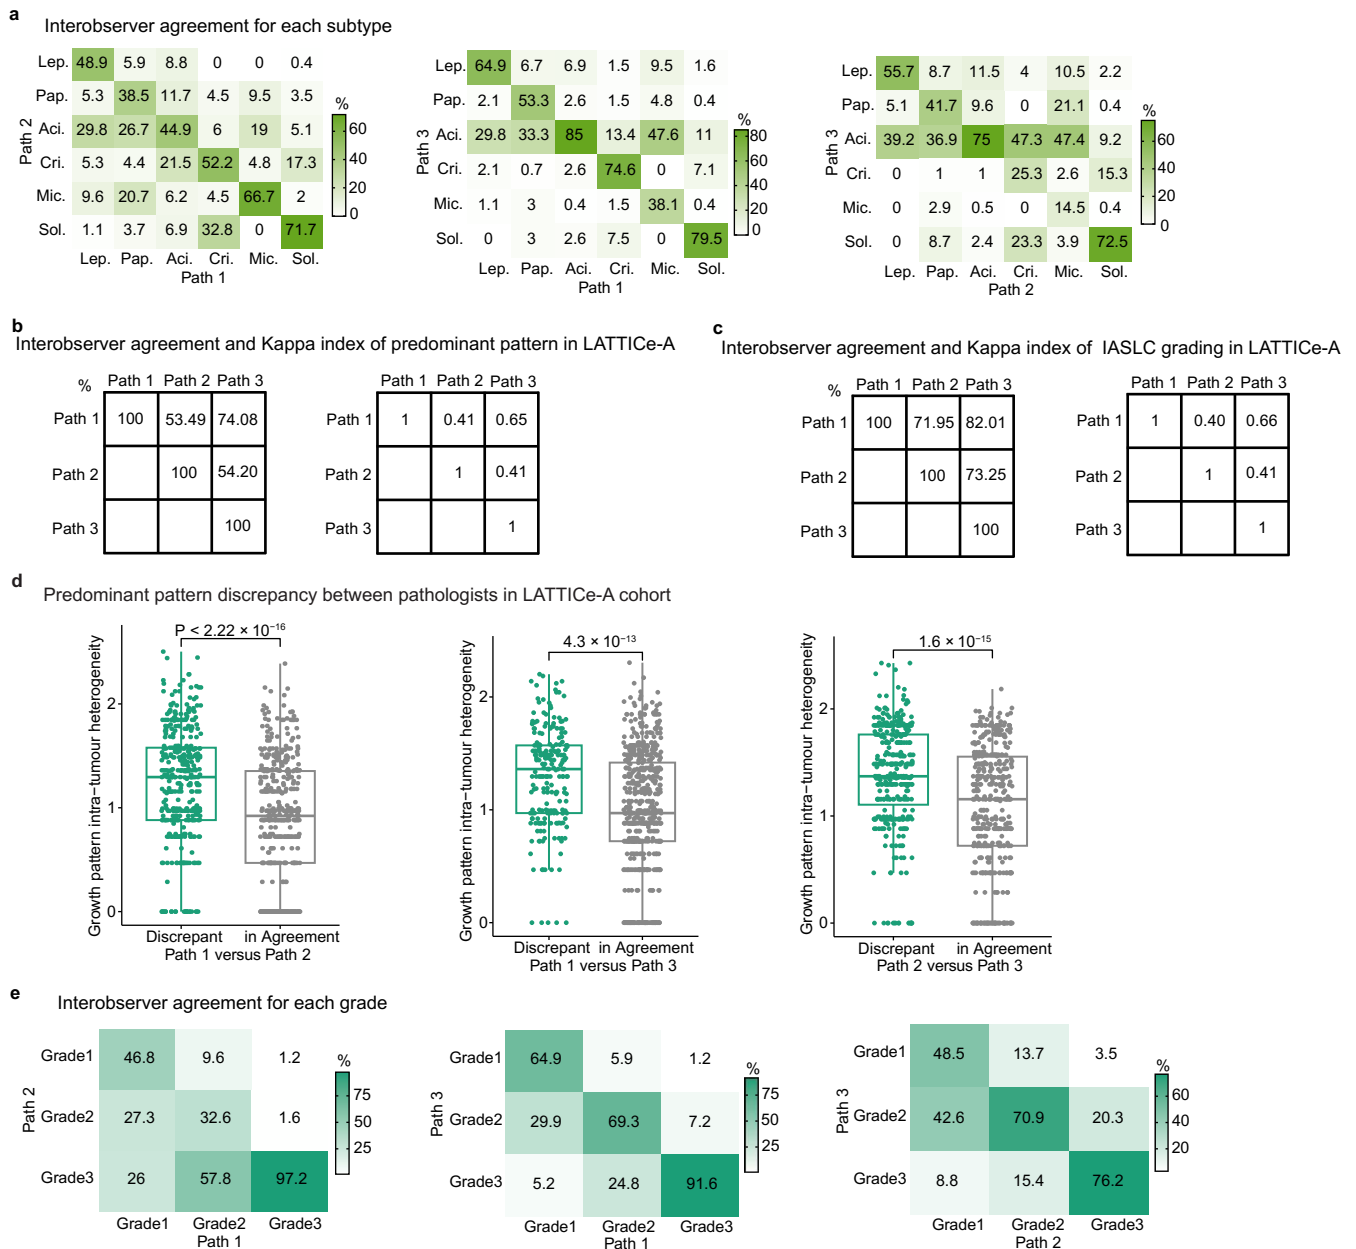 a
Interobserver agreement for each subtype
Path 2
Lep. 48.9 5.9 8.8 0 0 0.4
Pap. 5.3 38.5 11.7 4.5 9.5 3.5
Aci. 29.8 26.7 44.9 6 19 5.1
Cri. 5.3 4.4 21.5 52.2 4.8 17.3
Mic. 9.6 20.7 6.2 4.5 66.7 2
Sol. 1.1 3.7 6.9 32.8 0 71.7
Lep. Pap. Aci. Cri. Mic. Sol.
Path 1
%
60
40
20
0
Path 3
Lep. 64.9 6.7 6.9 1.5 9.5 1.6
Pap. 2.1 53.3 2.6 1.5 4.8 0.4
Aci. 29.8 33.3 85 13.4 47.6 11
Cri. 2.1 0.7 2.6 74.6 0 7.1
Mic. 1.1 3 0.4 1.5 38.1 0.4
Sol. 0 3 2.6 7.5 0 79.5
Lep. Pap. Aci. Cri. Mic. Sol.
Path 1
%
80
60
40
20
0
Path 3
Lep. 55.7 8.7 11.5 4 10.5 2.2
Pap. 5.1 41.7 9.6 0 21.1 0.4
Aci. 39.2 36.9 75 47.3 47.4 9.2
Cri. 0 1 1 25.3 2.6 15.3
Mic. 0 2.9 0.5 0 14.5 0.4
Sol. 0 8.7 2.4 23.3 3.9 72.5
Lep. Pap. Aci. Cri. Mic. Sol.
Path 2
%
60
40
20
0
b
Interobserver agreement and Kappa index of predominant pattern in LATTICe-A
% Path 1 Path 2 Path 3
Path 1 100 53.49 74.08
Path 2 100 54.20
Path 3 100
Path 1 Path 2 Path 3
Path 1 1 0.41 0.65
Path 2 1 0.41
Path 3 1
c
Interobserver agreement and Kappa index of IASLC grading in LATTICe-A
% Path 1 Path 2 Path 3
Path 1 100 71.95 82.01
Path 2 100 73.25
Path 3 100
Path 1 Path 2 Path 3
Path 1 1 0.40 0.66
Path 2 1 0.41
Path 3 1
d
Predominant pattern discrepancy between pathologists in LATTICe-A cohort
Growth pattern intra−tumour heterogeneity
P < 2.22 × 10⁻¹⁶
2
1
0
Discrepant in Agreement
Path 1 versus Path 2
Growth pattern intra−tumour heterogeneity
4.3 × 10⁻¹³
2
1
0
Discrepant in Agreement
Path 1 versus Path 3
Growth pattern intra−tumour heterogeneity
1.6 × 10⁻¹⁵
2
1
0
Discrepant in Agreement
Path 2 versus Path 3
e
Interobserver agreement for each grade
Path 2
Grade1 46.8 9.6 1.2
Grade2 27.3 32.6 1.6
Grade3 26 57.8 97.2
Grade1 Grade2 Grade3
Path 1
%
75
50
25
Path 3
Grade1 64.9 5.9 1.2
Grade2 29.9 69.3 7.2
Grade3 5.2 24.8 91.6
Grade1 Grade2 Grade3
Path 1
%
75
50
25
Path 3
Grade1 48.5 13.7 3.5
Grade2 42.6 70.9 20.3
Grade3 8.8 15.4 76.2
Grade1 Grade2 Grade3
Path 2
%
60
40
20